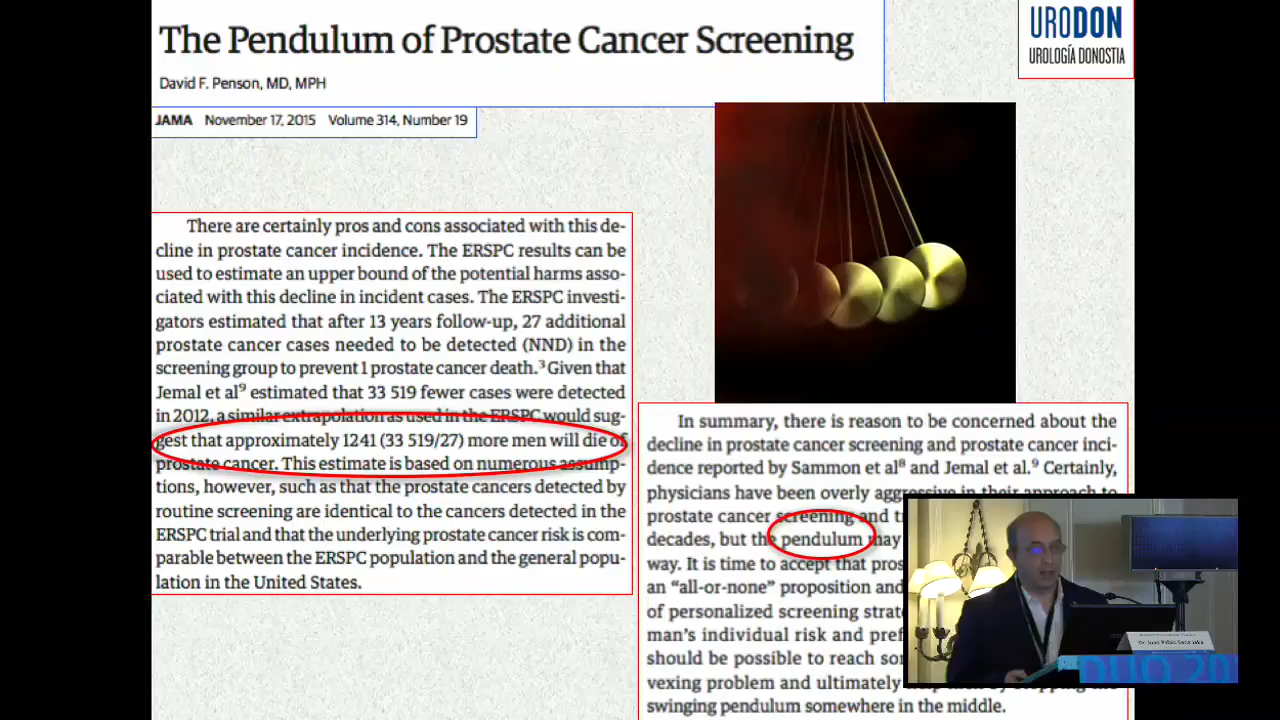 The Pendulum of Prostate Cancer Screening
David F. Penson, MD, MPH
JAMA November 17, 2015 Volume 314, Number 19
URODON
UROLOGÍA DONOSTIA
There are certainly pros and cons associated with this de-
cline in prostate cancer incidence. The ERSPC results can be
used to estimate an upper bound of the potential harms asso-
ciated with this decline in incident cases. The ERSPC investi-
gators estimated that after 13 years follow-up, 27 additional
prostate cancer cases needed to be detected (NND) in the
screening group to prevent 1 prostate cancer death.3 Given that
Jemal et al9 estimated that 33 519 fewer cases were detected
in 2012, a similar extrapolation as used in the ERSPC would sug-
gest that approximately 1241 (33 519/27) more men will die of
prostate cancer. This estimate is based on numerous assump-
tions, however, such as that the prostate cancers detected by
routine screening are identical to the cancers detected in the
ERSPC trial and that the underlying prostate cancer risk is com-
parable between the ERSPC population and the general popu-
lation in the United States.
In summary, there is reason to be concerned about the
decline in prostate cancer screening and prostate cancer inci-
dence reported by Sammon et al8 and Jemal et al.9 Certainly,
physicians have been overly aggressive in their approach to
prostate cancer screening and
decades, but the pendulum may
way. It is time to accept that
an “all-or-none” proposition and
of personalized screening
man’s individual risk and
should be possible to reach
vexing problem and ultimately
swinging pendulum somewhere in the middle.
DUO 20